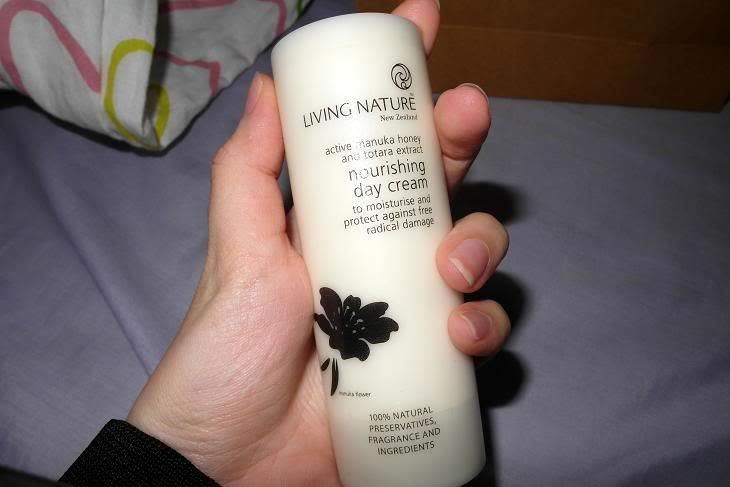 LIVING NATURE™
New Zealand
active manuka honey
and totara extract
nourishing
day cream
to moisturise and
protect against free
radical damage
manuka flower
100% NATURAL
PRESERVATIVES,
FRAGRANCE AND
INGREDIENTS